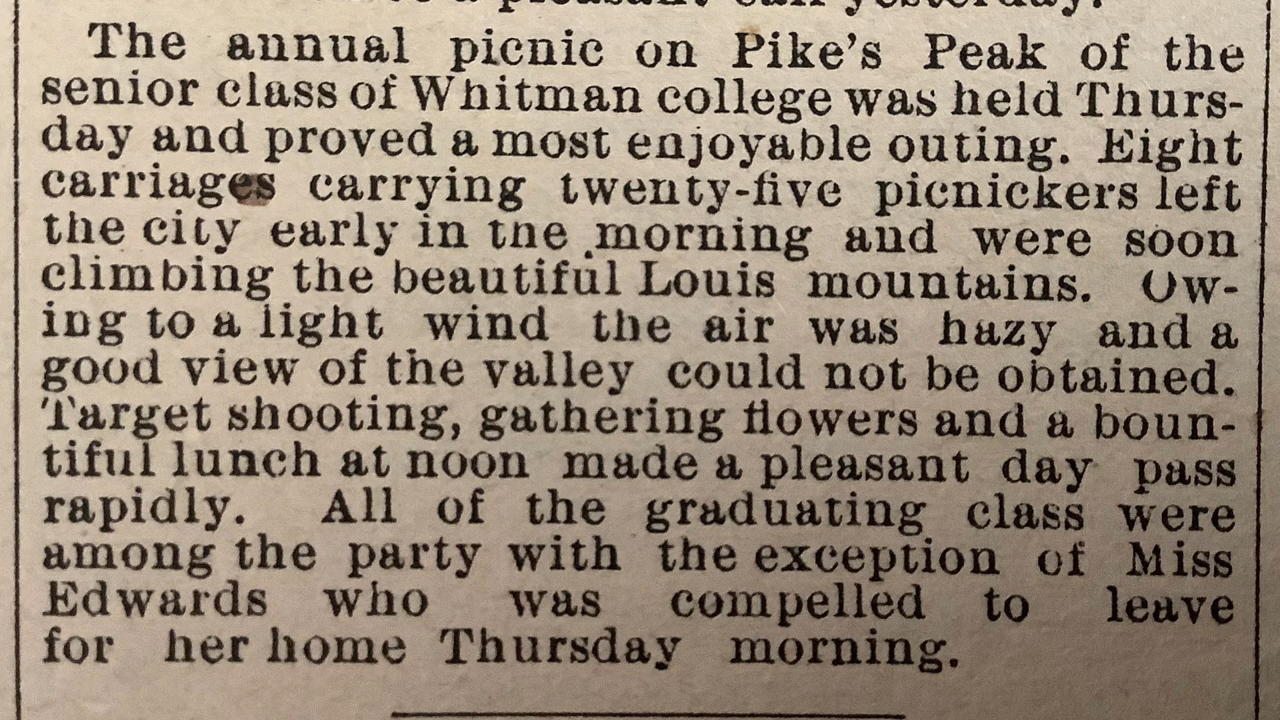 a pleasant call yesterday.
The annual picnic on Pike's Peak of the
senior class of Whitman college was held Thurs-
day and proved a most enjoyable outing. Eight
carriages carrying twenty-five picnickers left
the city early in tne morning and were soon
climbing the beautiful Louis mountains. Ow-
ing to a light wind the air was hazy and a
good view of the valley could not be obtained.
Target shooting, gathering flowers and a boun-
tiful lunch at noon made a pleasant day pass
rapidly. All of the graduating class were
among the party with the exception of Miss
Edwards who was compelled to leave
for her home Thursday morning.